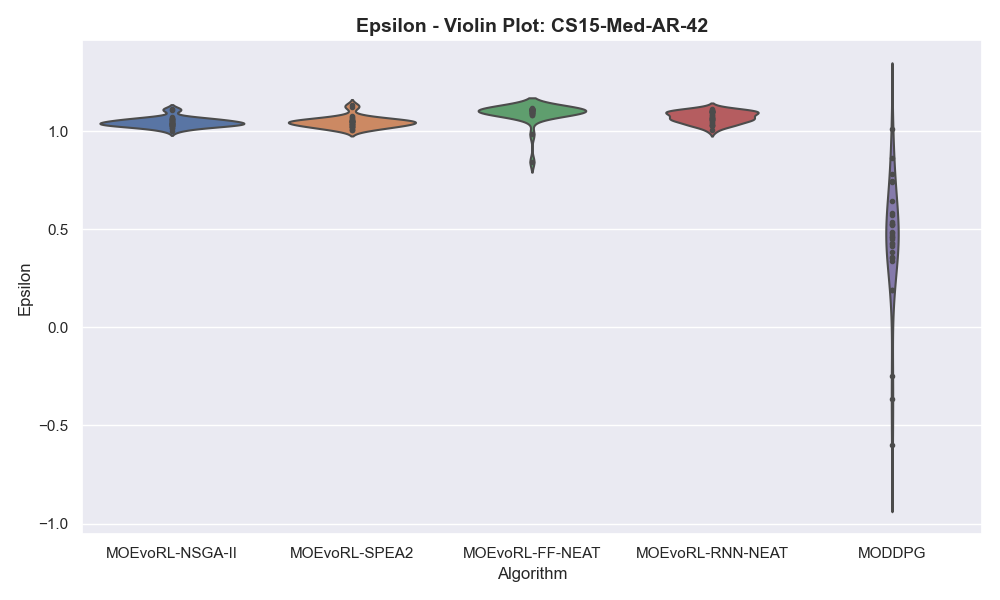 Epsilon - Violin Plot: CS15-Med-AR-42
Epsilon
1.0
0.5
0.0
−0.5
−1.0
MOEvoRL-NSGA-II
MOEvoRL-SPEA2
MOEvoRL-FF-NEAT
MOEvoRL-RNN-NEAT
MODDPG
Algorithm